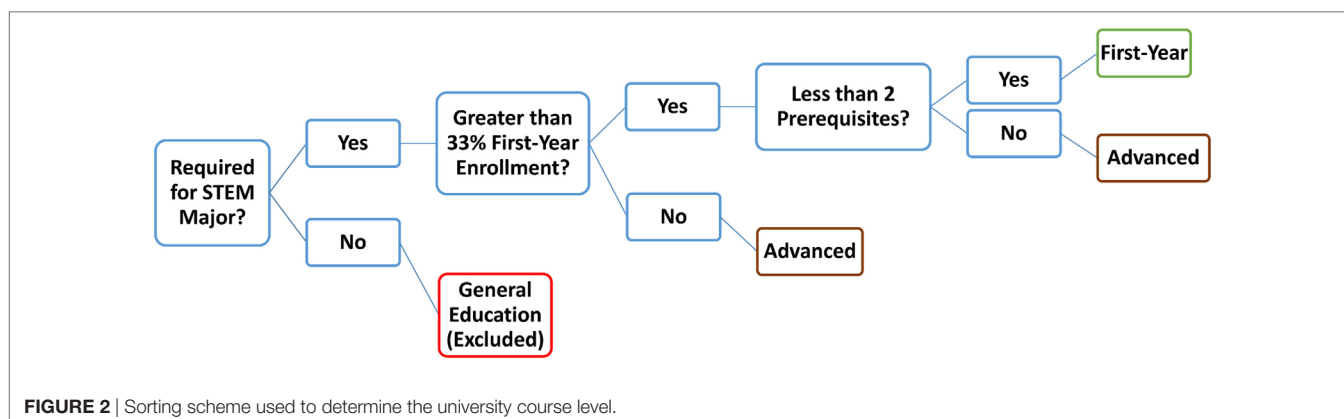 Required
for STEM
Major?
Yes
No
General
Education
(Excluded)
Greater than
33% First-Year
Enrollment?
Yes
No
Advanced
Less than 2
Prerequisites?
Yes
No
First-Year
Advanced
FIGURE 2 | Sorting scheme used to determine the university course level.